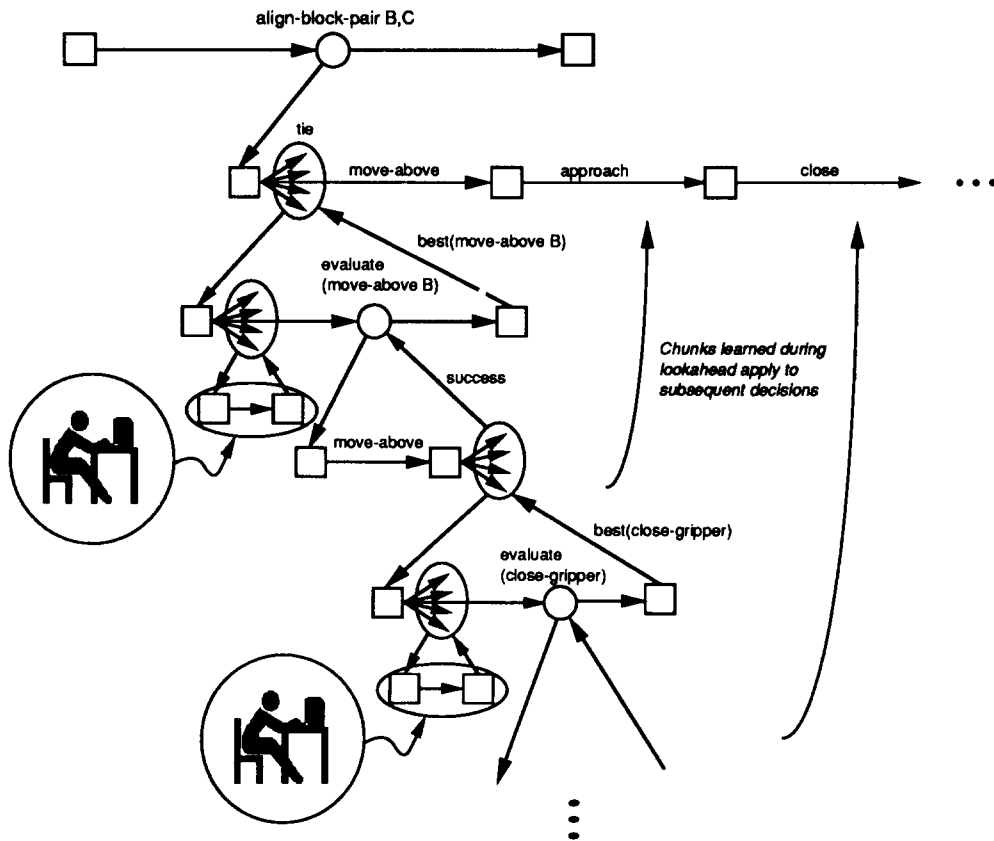 align-block-pair B,C
tie
move-above
approach
close
best(move-above B)
evaluate
(move-above B)
Chunks learned during
lookahead apply to
subsequent decisions
success
move-above
best(close-gripper)
evaluate
(close-gripper)